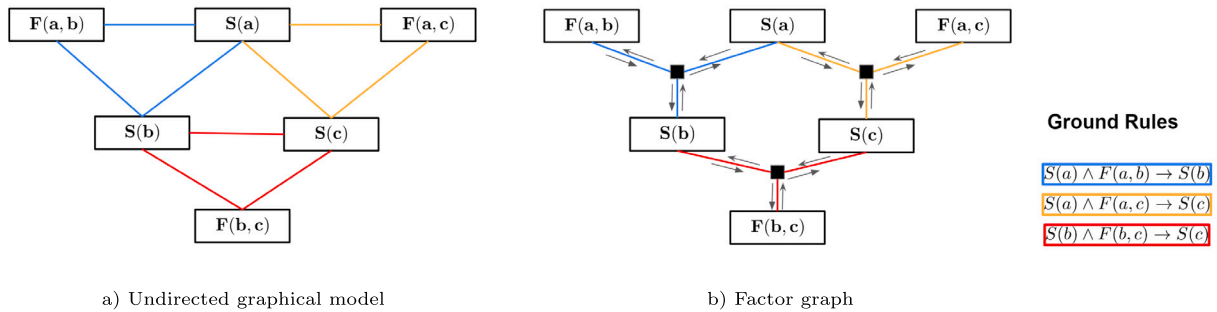 F(a, b)
S(a)
F(a, c)
S(b)
S(c)
F(b, c)
a) Undirected graphical model
F(a, b)
S(a)
F(a, c)
S(b)
S(c)
F(b, c)
b) Factor graph
Ground Rules
S(a) ∧ F(a, b) → S(b)
S(a) ∧ F(a, c) → S(c)
S(b) ∧ F(b, c) → S(c)